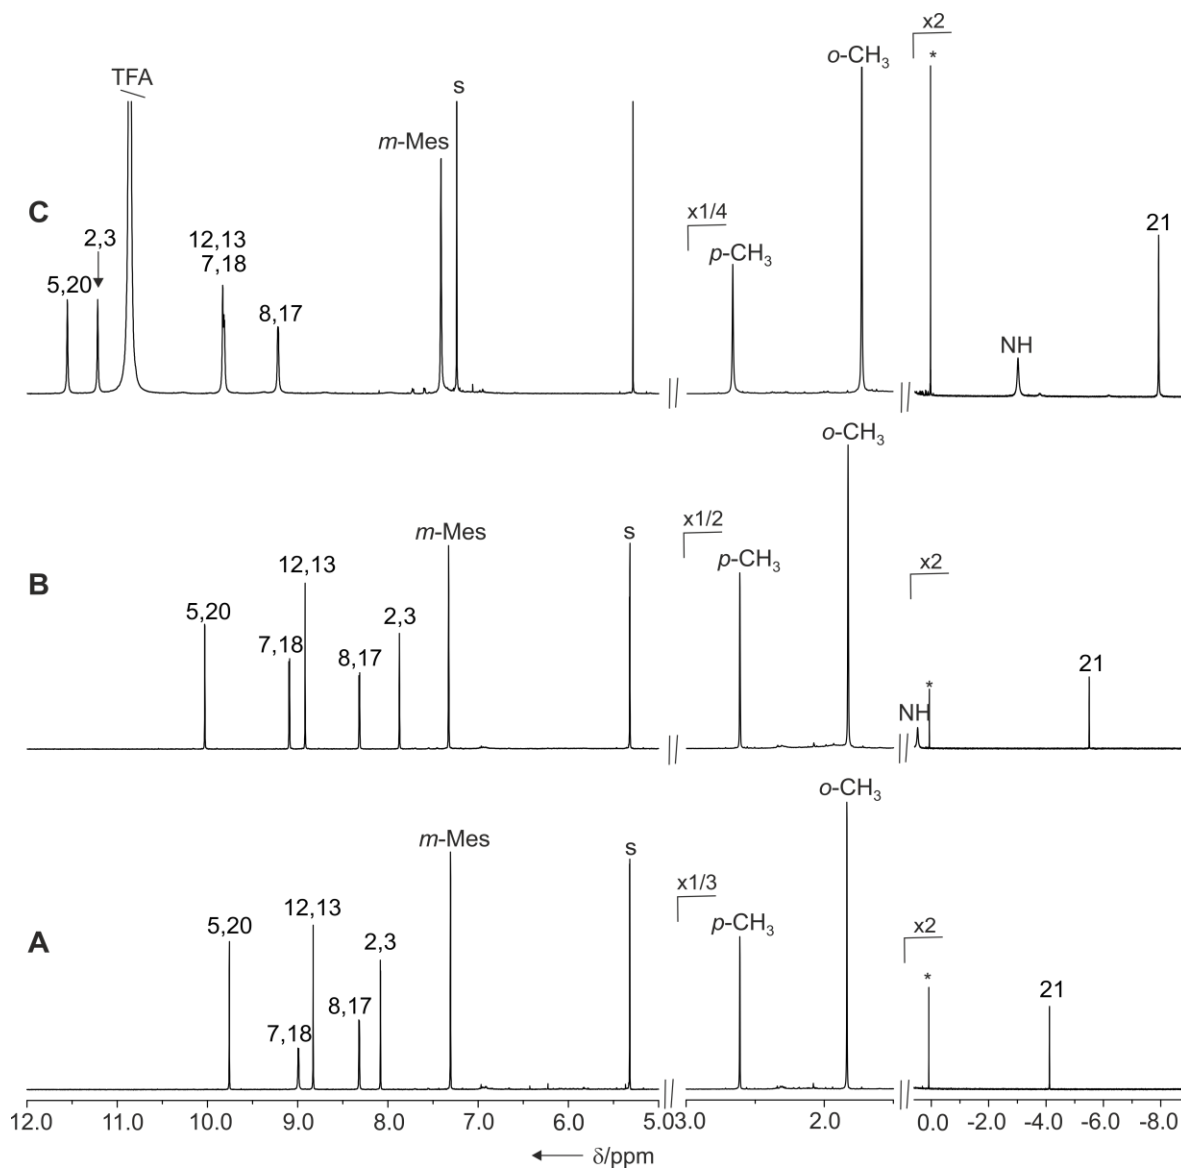 x2
*
o-CH3
TFA
s
m-Mes
C
x1/4
2,3
12,13
7,18
p-CH3
21
5,20
8,17
NH
o-CH3
x1/2
m-Mes
s
12,13
p-CH3
x2
B
5,20
7,18
2,3
8,17
21
*
NH
o-CH3
m-Mes
s
x1/3
12,13
5,20
p-CH3
x2
A
2,3
*
21
8,17
7,18
12.0 11.0 10.0 9.0 8.0 7.0 6.0 5.0 3.0 2.0 0.0 -2.0 -4.0 -6.0 -8.0
← δ/ppm